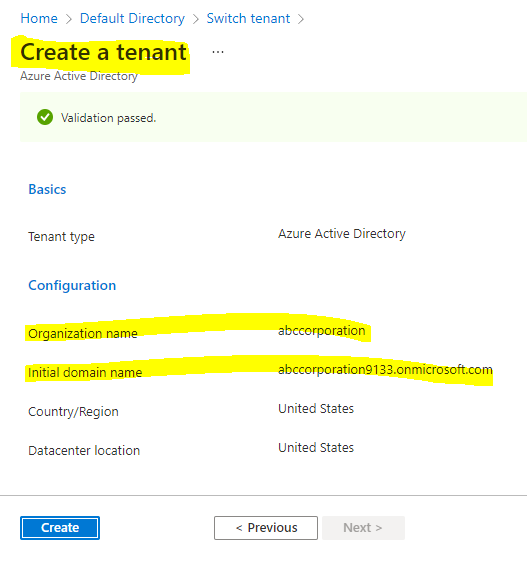 Home > Default Directory > Switch tenant >
Create a tenant ...
Azure Active Directory
Validation passed.
Basics
Tenant type Azure Active Directory
Configuration
Organization name abccorporation
Initial domain name abccorporation9133.onmicrosoft.com
Country/Region United States
Datacenter location United States
Create < Previous Next >